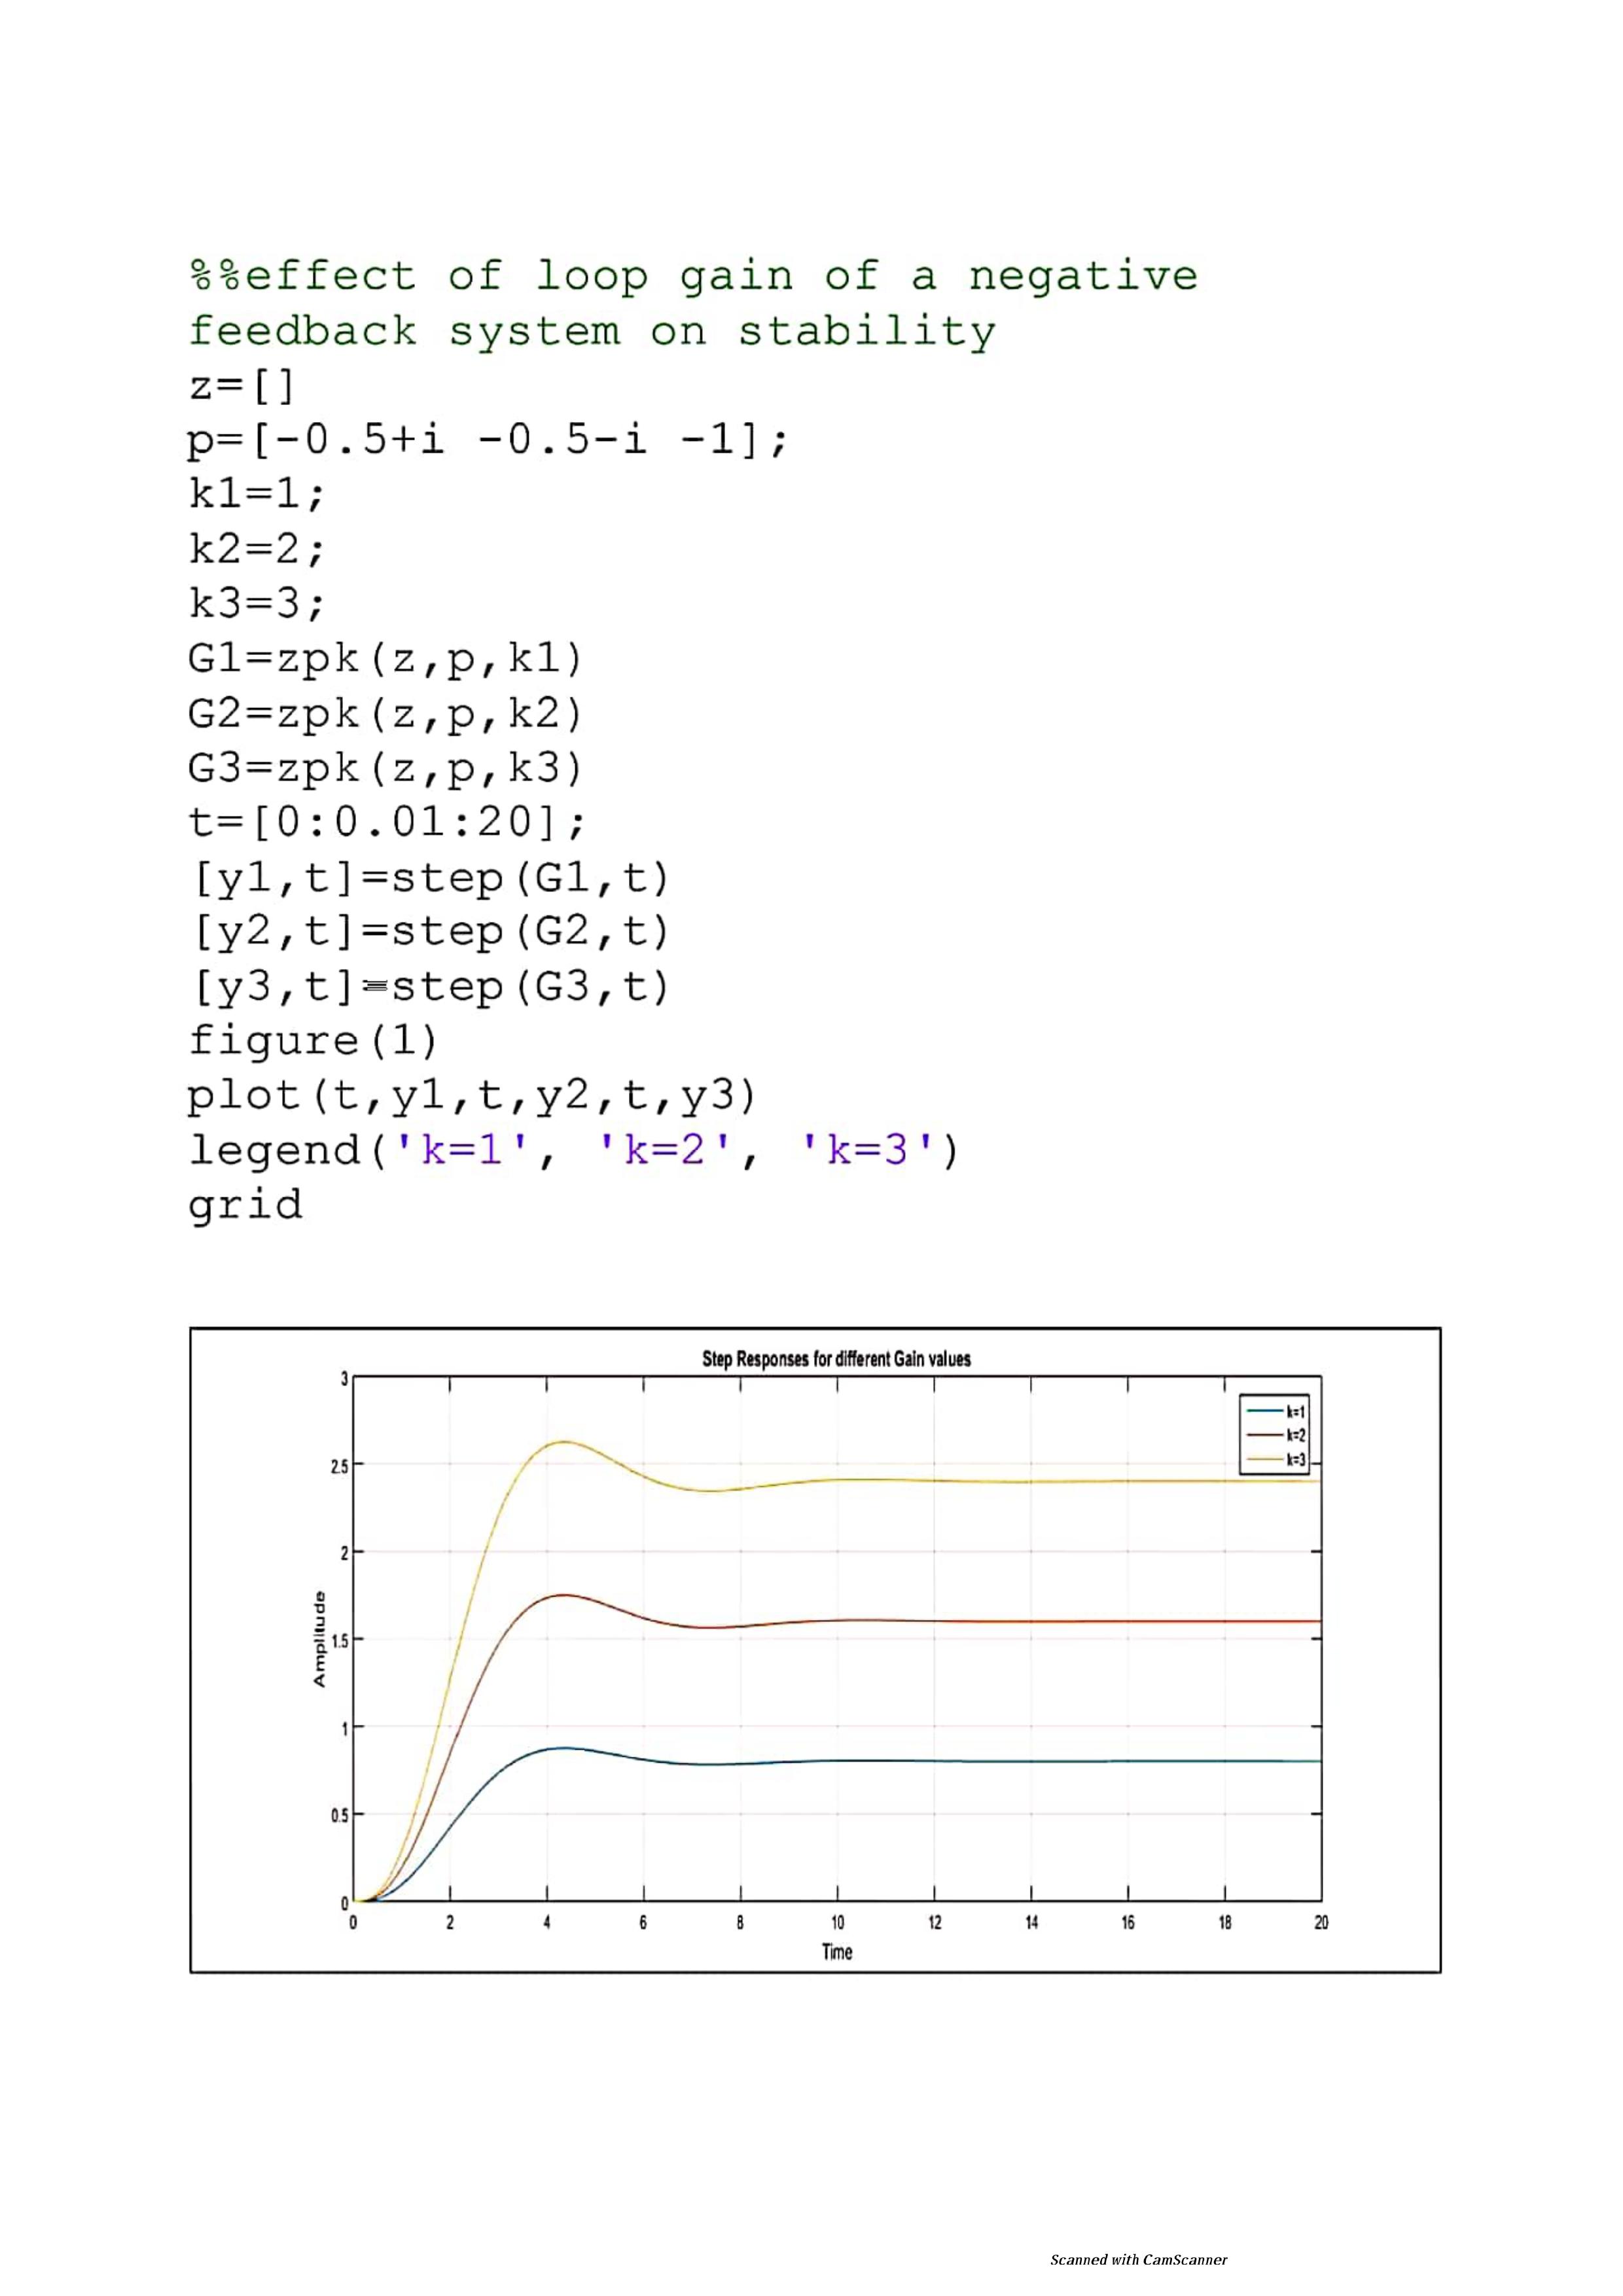 %%effect of loop gain of a negative
feedback system on stability
z=[]
p=[-0.5+i -0.5-i -1];
k1=1;
k2=2;
k3=3;
G1=zpk(z,p,k1)
G2=zpk(z,p,k2)
G3=zpk(z,p,k3)
t=[0:0.01:20];
[y1,t]=step(G1,t)
[y2,t]=step(G2,t)
[y3,t]=step(G3,t)
figure(1)
plot(t,y1,t,y2,t,y3)
legend('k=1', 'k=2', 'k=3')
grid
Step Responses for different Gain values
3
2.5
2
1.5
1
0.5
0
Amplitude
k=1
k=2
k=3
0 2 4 6 8 10 12 14 16 18 20
Time
Scanned with CamScanner